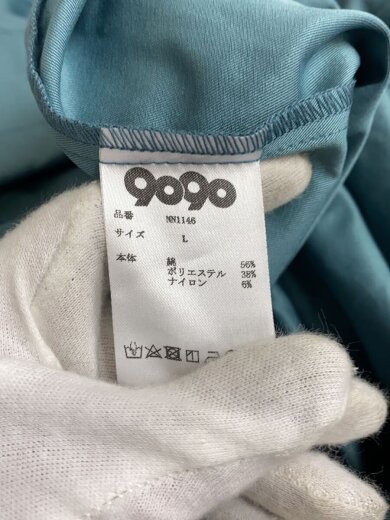 9090
品番 NN1146
サイズ L
本体 綿 56%
ポリエステル 38%
ナイロン 6%